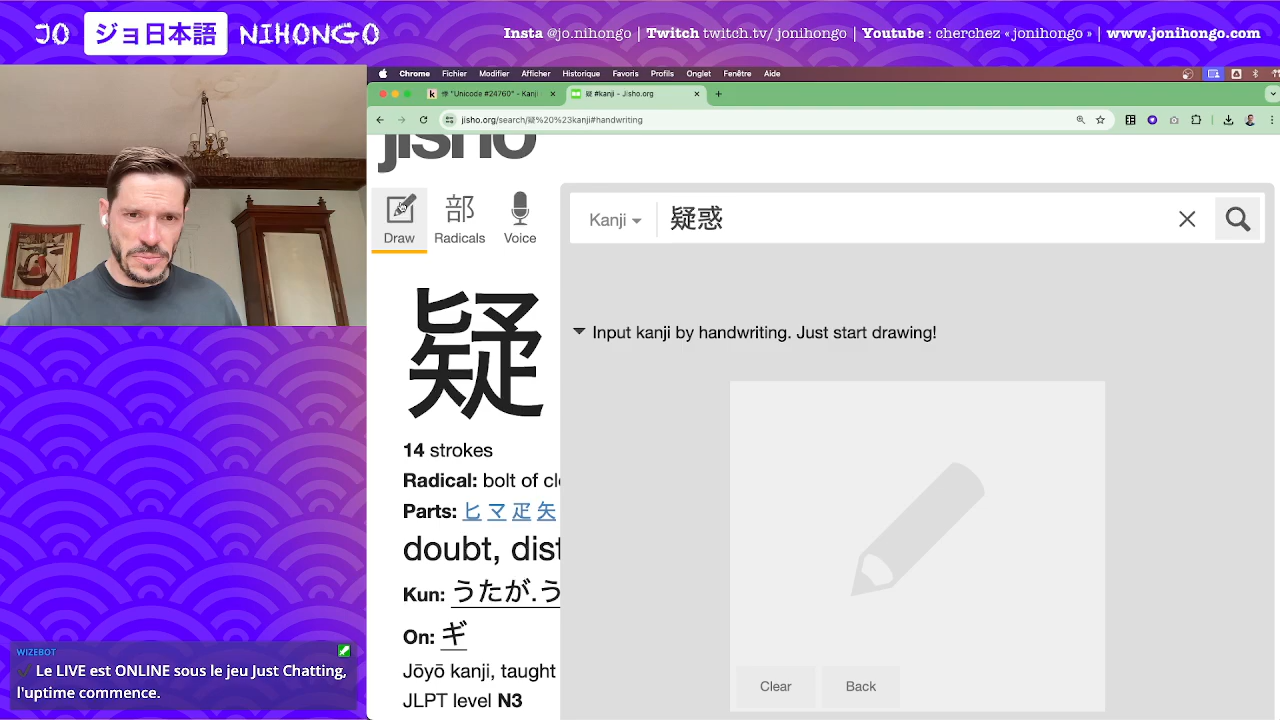 JO ジョ日本語 NIHONGO
Insta @jo.nihongo | Twitch twitch.tv/ jonihongo | Youtube : cherchez « jonihongo » | www.jonihongo.com
Chrome Fichier Modifier Afficher Historique Favoris Profils Onglet Fenêtre Aide
"Unicode #24760" - Kanji
疑 #kanji - Jisho.org
jisho.org/search/疑%20%23kanji#handwriting
jisho
Draw
部
Radicals
Voice
Kanji
疑惑
疑
14 strokes
Radical: bolt of clo
Parts: 匕 マ 疋 矢
doubt, dist
Kun: うたが.う
On: ギ
Jōyō kanji, taught
JLPT level N3
Input kanji by handwriting. Just start drawing!
Clear
Back
WIZEBOT
Le LIVE est ONLINE sous le jeu Just Chatting,
l'uptime commence.